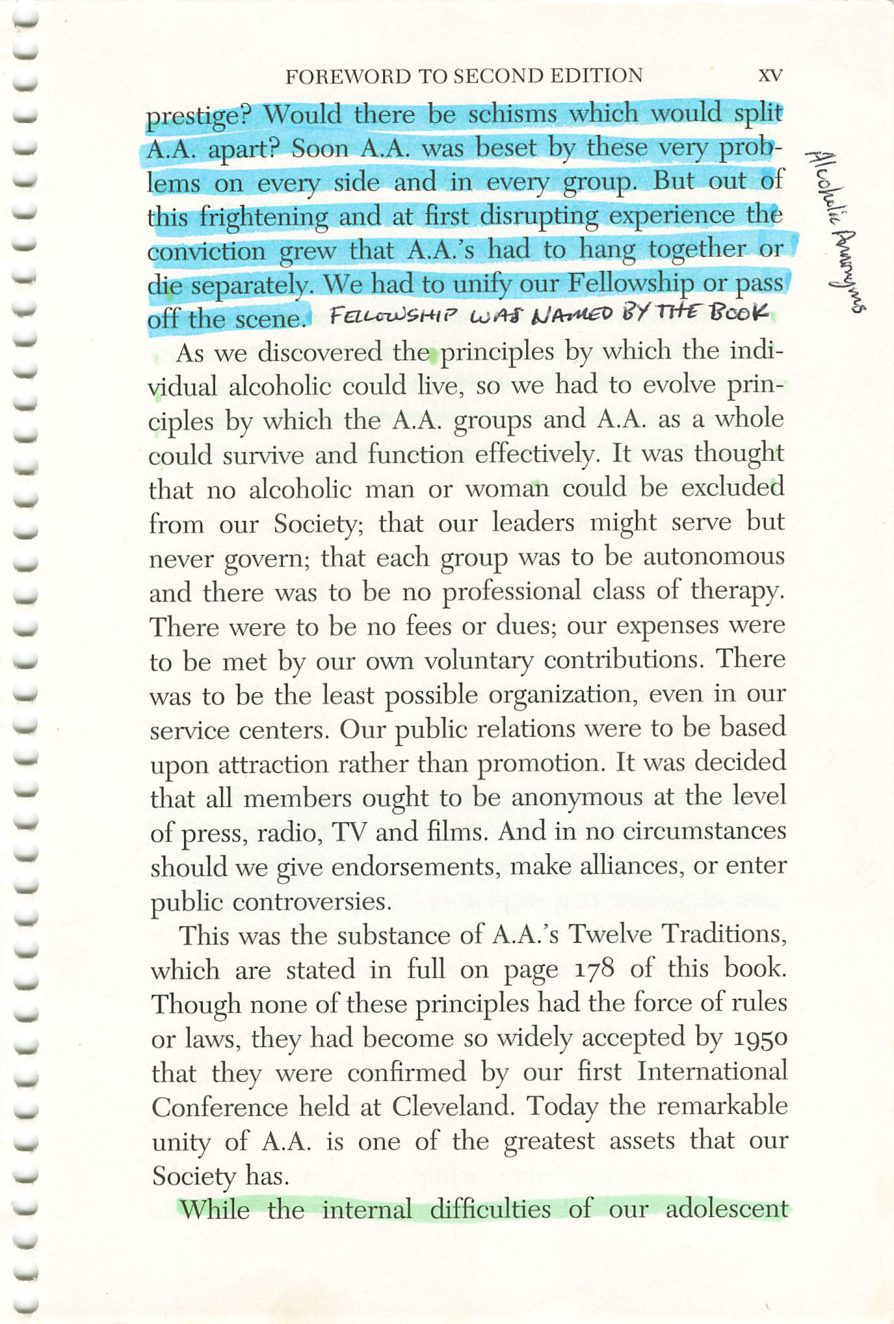 FOREWORD TO SECOND EDITION XV
prestige? Would there be schisms which would split
A.A. apart? Soon A.A. was beset by these very prob-
lems on every side and in every group. But out of
this frightening and at first disrupting experience the
conviction grew that A.A.'s had to hang together or
die separately. We had to unify our Fellowship or pass
off the scene. FELLOWSHIP WAS NAMED BY THE BOOK
Alcoholic Anonyms
As we discovered the principles by which the indi-
vidual alcoholic could live, so we had to evolve prin-
ciples by which the A.A. groups and A.A. as a whole
could survive and function effectively. It was thought
that no alcoholic man or woman could be excluded
from our Society; that our leaders might serve but
never govern; that each group was to be autonomous
and there was to be no professional class of therapy.
There were to be no fees or dues; our expenses were
to be met by our own voluntary contributions. There
was to be the least possible organization, even in our
service centers. Our public relations were to be based
upon attraction rather than promotion. It was decided
that all members ought to be anonymous at the level
of press, radio, TV and films. And in no circumstances
should we give endorsements, make alliances, or enter
public controversies.
This was the substance of A.A.'s Twelve Traditions,
which are stated in full on page 178 of this book.
Though none of these principles had the force of rules
or laws, they had become so widely accepted by 1950
that they were confirmed by our first International
Conference held at Cleveland. Today the remarkable
unity of A.A. is one of the greatest assets that our
Society has.
While the internal difficulties of our adolescent